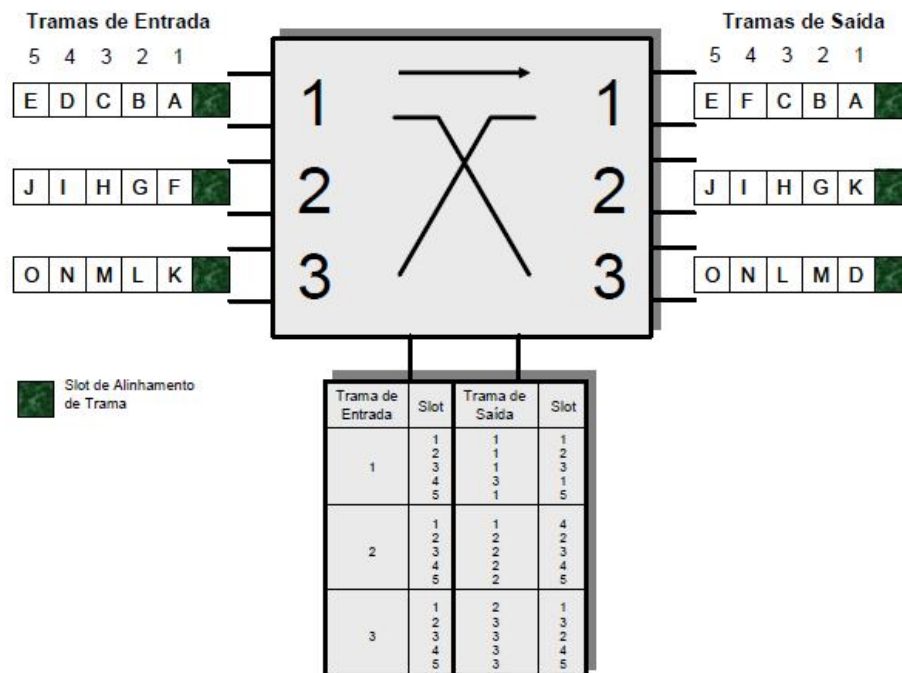 Tramas de Entrada
5 4 3 2 1
E D C B A
J I H G F
O N M L K
1 1
2 2
3 3
Tramas de Saída
5 4 3 2 1
E F C B A
J I H G K
O N L M D
Slot de Alinhamento
de Trama
Trama de Entrada Slot Trama de Saída Slot
1 1 1 1
2 1 2
3 1 3
4 3 1
5 1 5
2 1 1 4
2 2 2
3 2 3
4 2 4
5 2 5
3 1 2 1
2 3 3
3 3 2
4 3 4
5 3 5